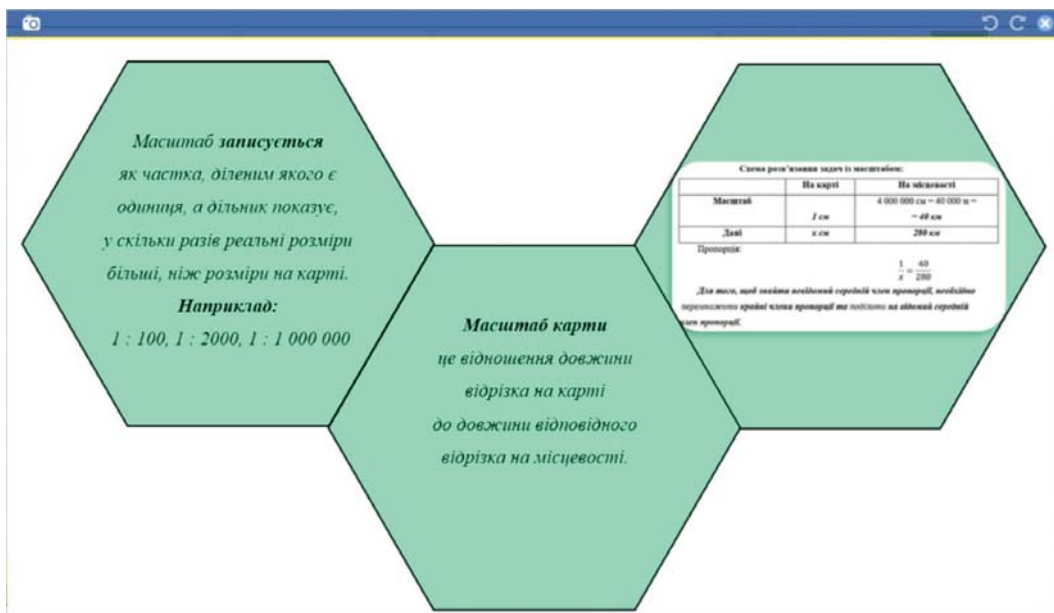 Масштаб записується
як частка, діленим якого є
одиниця, а дільник показує,
у скільки разів реальні розміри
більші, ніж розміри на карті.
Наприклад:
1 : 100, 1 : 2000, 1 : 1 000 000
Масштаб карти
це відношення довжини
відрізка на карті
до довжини відповідного
відрізка на місцевості.
Схема розв'язання задач із масштабом:
На карті На місцевості
Масштаб 4 000 000 см = 40 000 м =
1 см = 40 км
Дані x см 280 км
Пропорція:
1/x = 40/280
Для того, щоб знайти невідомий середній член пропорції, необхідно
перемножити крайні члени пропорції та поділити на відомий середній
член пропорції.